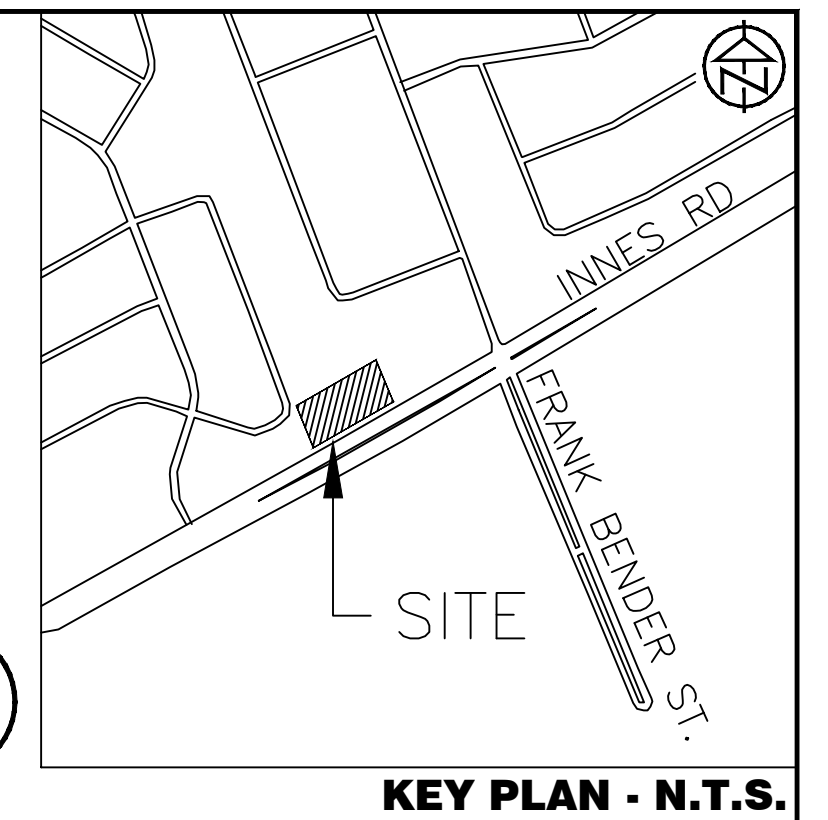 N
INNES RD
FRANK BENDER ST.
SITE
KEY PLAN - N.T.S.